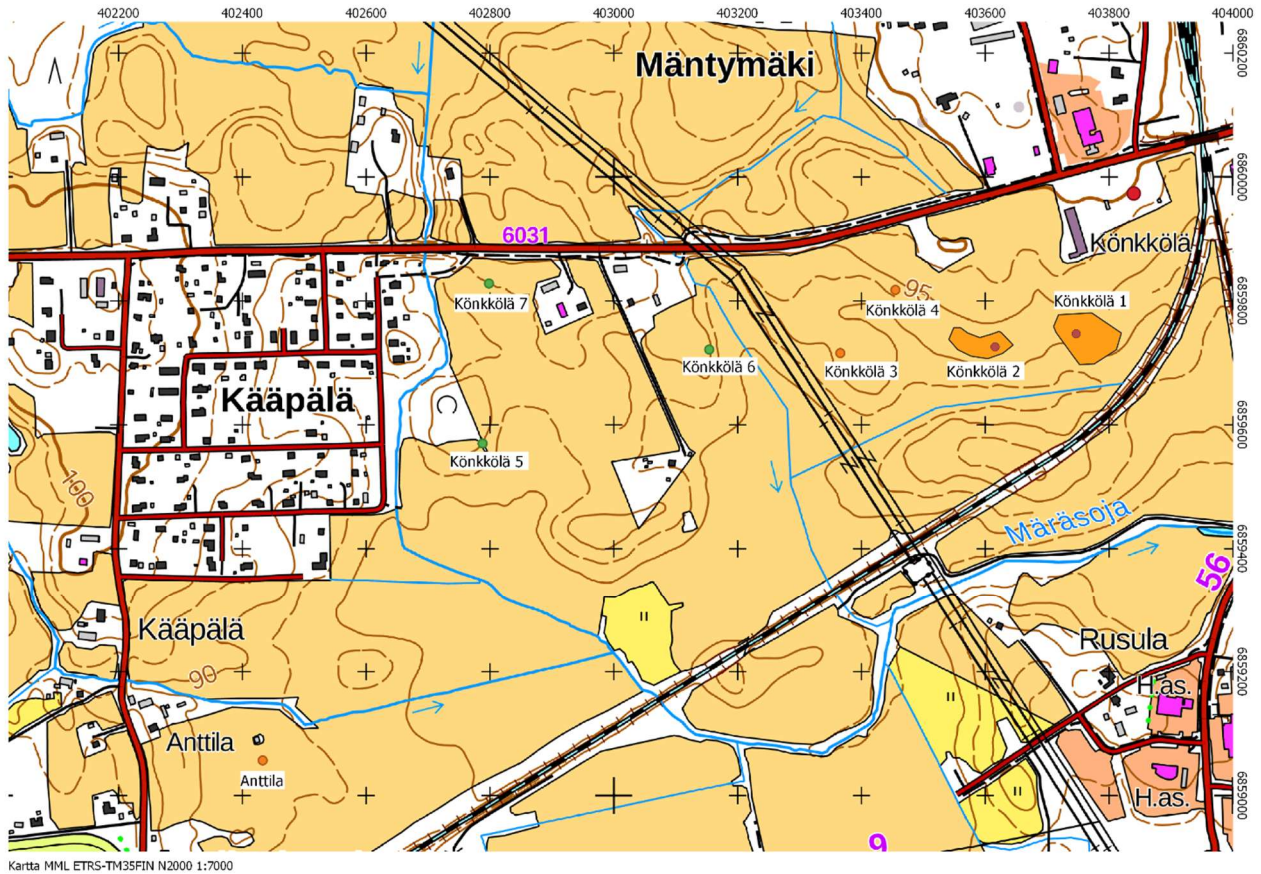 402200 402400 402600 402800 403000 403200 403400 403600 403800 404000
Mäntymäki
6860200
6860000
6031
Könkkölä
95
Könkkölä 7
Könkkölä 4
Könkkölä 1
6859800
Könkkölä 6
Könkkölä 3
Könkkölä 2
Kääpälä
Könkkölä 5
6859600
100
Märäsoja
6859400
56
Kääpälä
Rusula
90
H.as.
6859200
Anttila
Anttila
H.as.
6859000
9
Kartta MML ETRS-TM35FIN N2000 1:7000